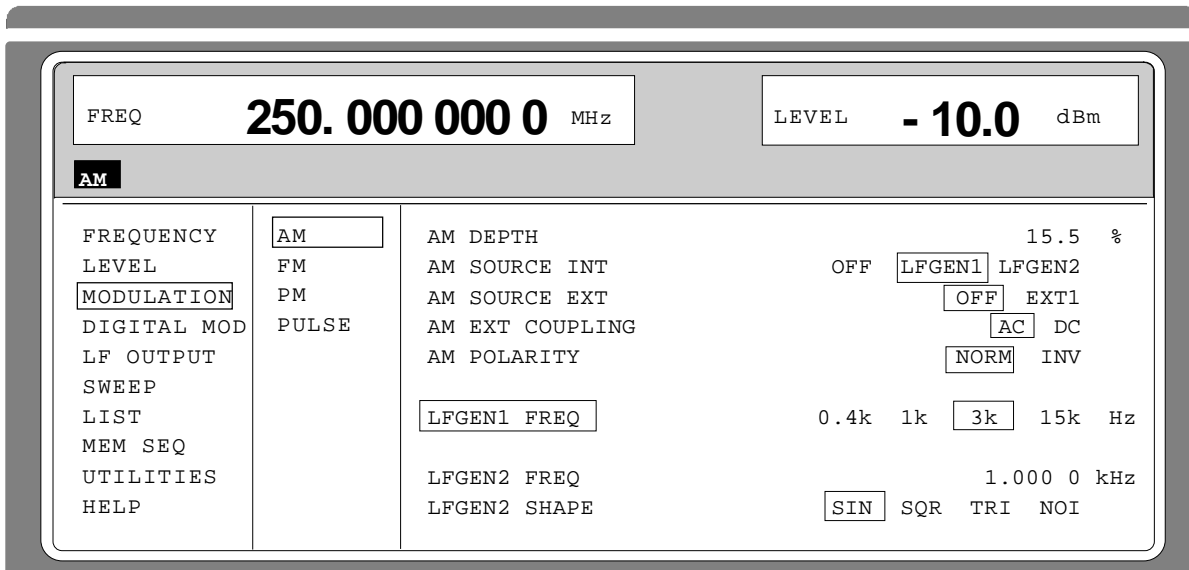 FREQ 250. 000 000 0 MHz LEVEL - 10.0 dBm
AM
FREQUENCY AM AM DEPTH 15.5 %
LEVEL FM AM SOURCE INT OFF LFGEN1 LFGEN2
MODULATION PM AM SOURCE EXT OFF EXT1
DIGITAL MOD PULSE AM EXT COUPLING AC DC
LF OUTPUT AM POLARITY NORM INV
SWEEP
LIST LFGEN1 FREQ 0.4k 1k 3k 15k Hz
MEM SEQ
UTILITIES LFGEN2 FREQ 1.000 0 kHz
HELP LFGEN2 SHAPE SIN SQR TRI NOI